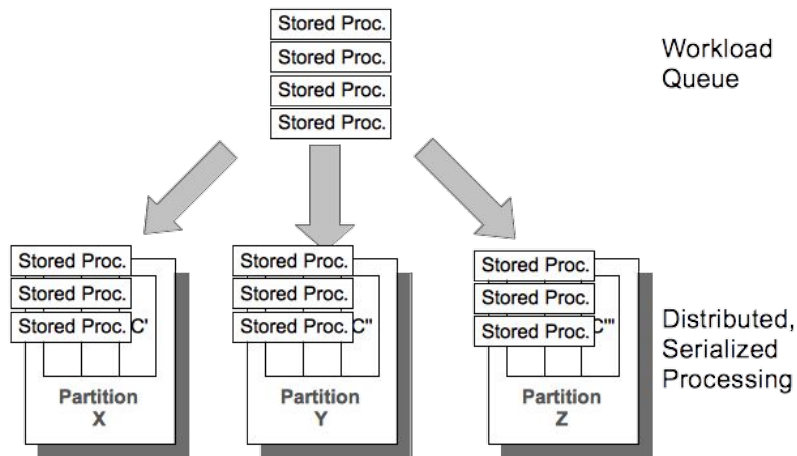 Stored Proc.
Stored Proc.
Stored Proc.
Stored Proc.
Workload
Queue
Stored Proc.
Stored Proc.
Stored Proc. C'
Partition
X
Stored Proc.
Stored Proc.
Stored Proc. C''
Partition
Y
Stored Proc.
Stored Proc.
Stored Proc. C'''
Partition
Z
Distributed,
Serialized
Processing